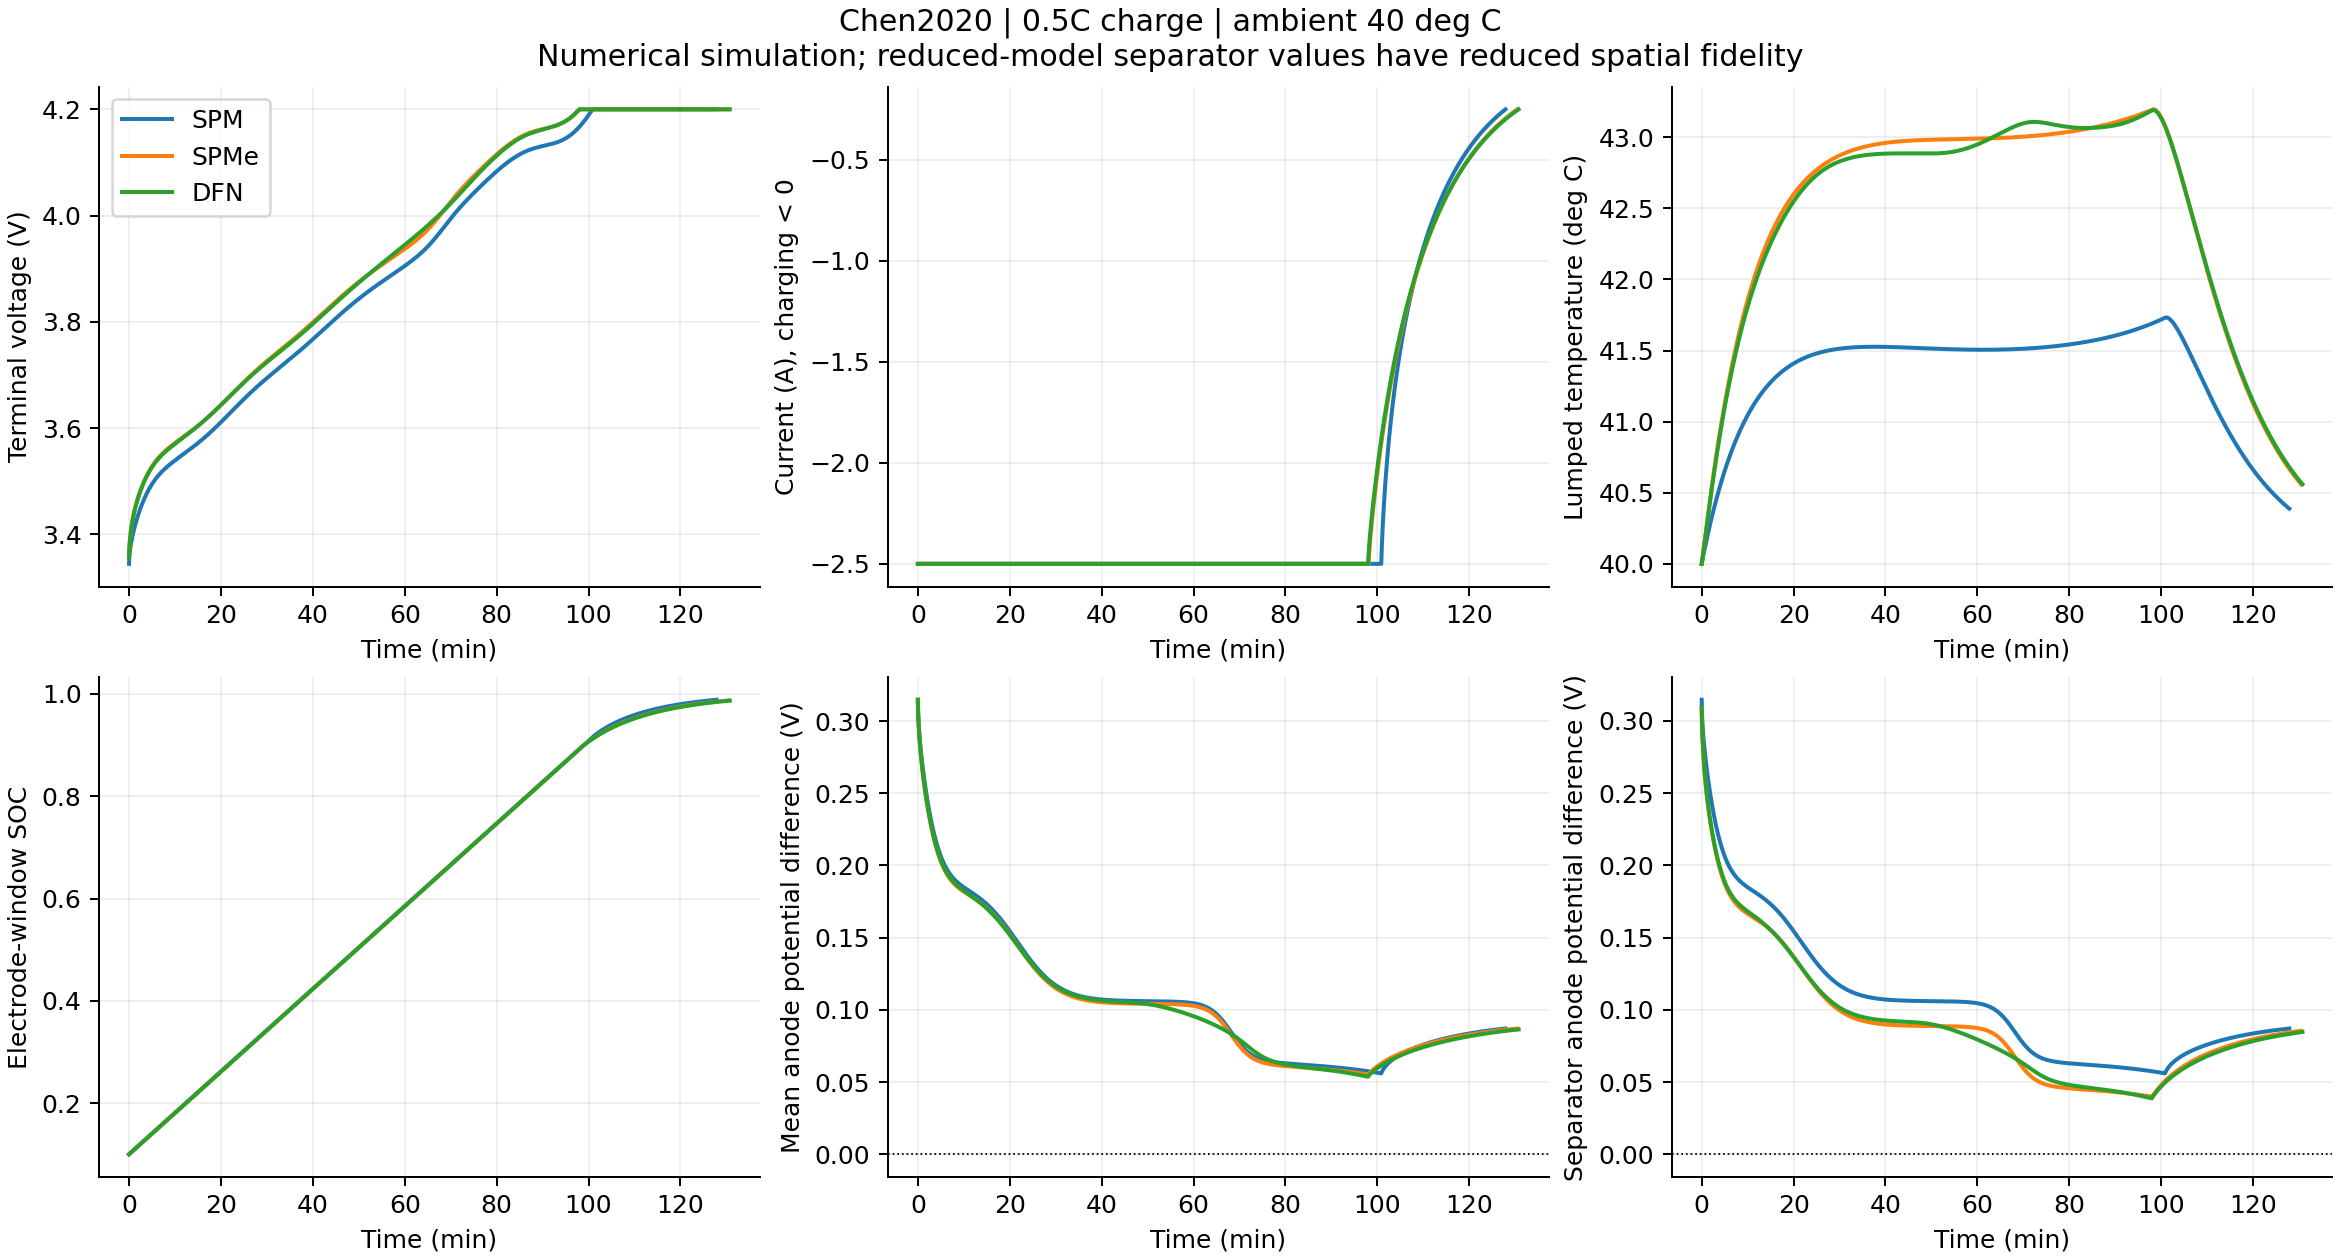 Chen2020 | 0.5C charge | ambient 40 deg C
Numerical simulation; reduced-model separator values have reduced spatial fidelity
Terminal voltage (V)
4.2
4.0
3.8
3.6
3.4
SPM
SPMe
DFN
0 20 40 60 80 100 120
Time (min)
Current (A), charging < 0
−0.5
−1.0
−1.5
−2.0
−2.5
0 20 40 60 80 100 120
Time (min)
Lumped temperature (deg C)
43.0
42.5
42.0
41.5
41.0
40.5
40.0
0 20 40 60 80 100 120
Time (min)
Electrode-window SOC
1.0
0.8
0.6
0.4
0.2
0 20 40 60 80 100 120
Time (min)
Mean anode potential difference (V)
0.30
0.25
0.20
0.15
0.10
0.05
0.00
0 20 40 60 80 100 120
Time (min)
Separator anode potential difference (V)
0.30
0.25
0.20
0.15
0.10
0.05
0.00
0 20 40 60 80 100 120
Time (min)